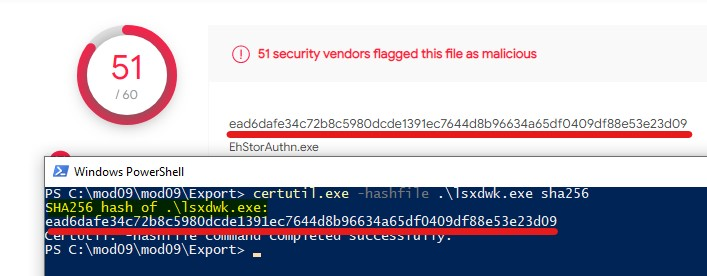 51
/ 60
51 security vendors flagged this file as malicious
ead6dafe34c72b8c5980dcde1391ec7644d8b96634a65df0409df88e53e23d09
EhStorAuthn.exe
Windows PowerShell
PS C:\mod09\mod09\Export> certutil.exe -hashfile .\lsxdwk.exe sha256
SHA256 hash of .\lsxdwk.exe:
ead6dafe34c72b8c5980dcde1391ec7644d8b96634a65df0409df88e53e23d09
CertUtil: -hashfile command completed successfully.
PS C:\mod09\mod09\Export>